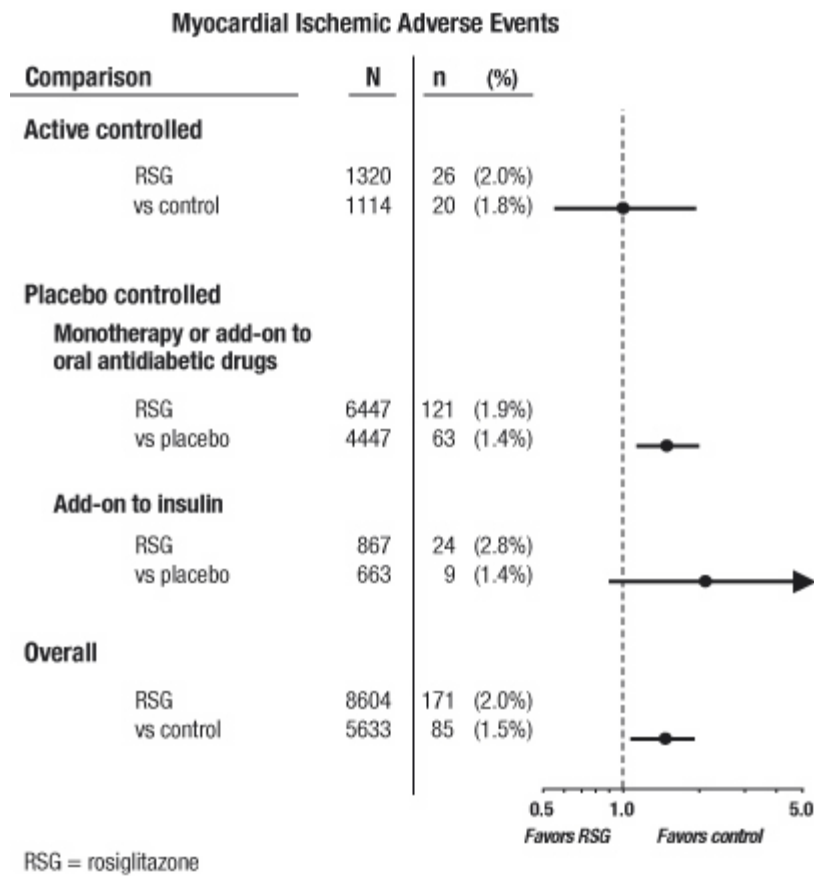 Myocardial Ischemic Adverse Events
Comparison N n (%)
Active controlled
RSG 1320 26 (2.0%)
vs control 1114 20 (1.8%)
Placebo controlled
Monotherapy or add-on to
oral antidiabetic drugs
RSG 6447 121 (1.9%)
vs placebo 4447 63 (1.4%)
Add-on to insulin
RSG 867 24 (2.8%)
vs placebo 663 9 (1.4%)
Overall
RSG 8604 171 (2.0%)
vs control 5633 85 (1.5%)
0.5 1.0 5.0
Favors RSG Favors control
RSG = rosiglitazone